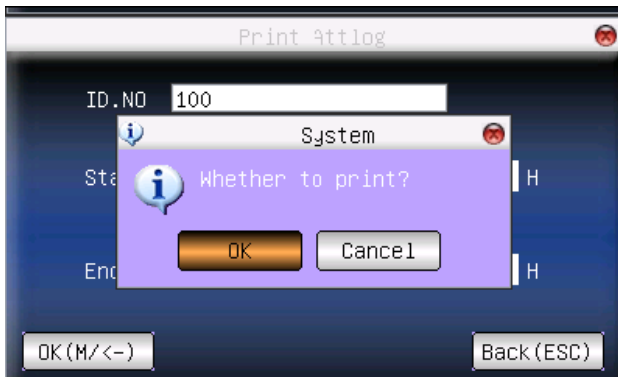 Print Attlog
ID.NO 100
System
Sta
Whether to print?
H
OK Cancel
End
H
OK(M/<-) Back(ESC)